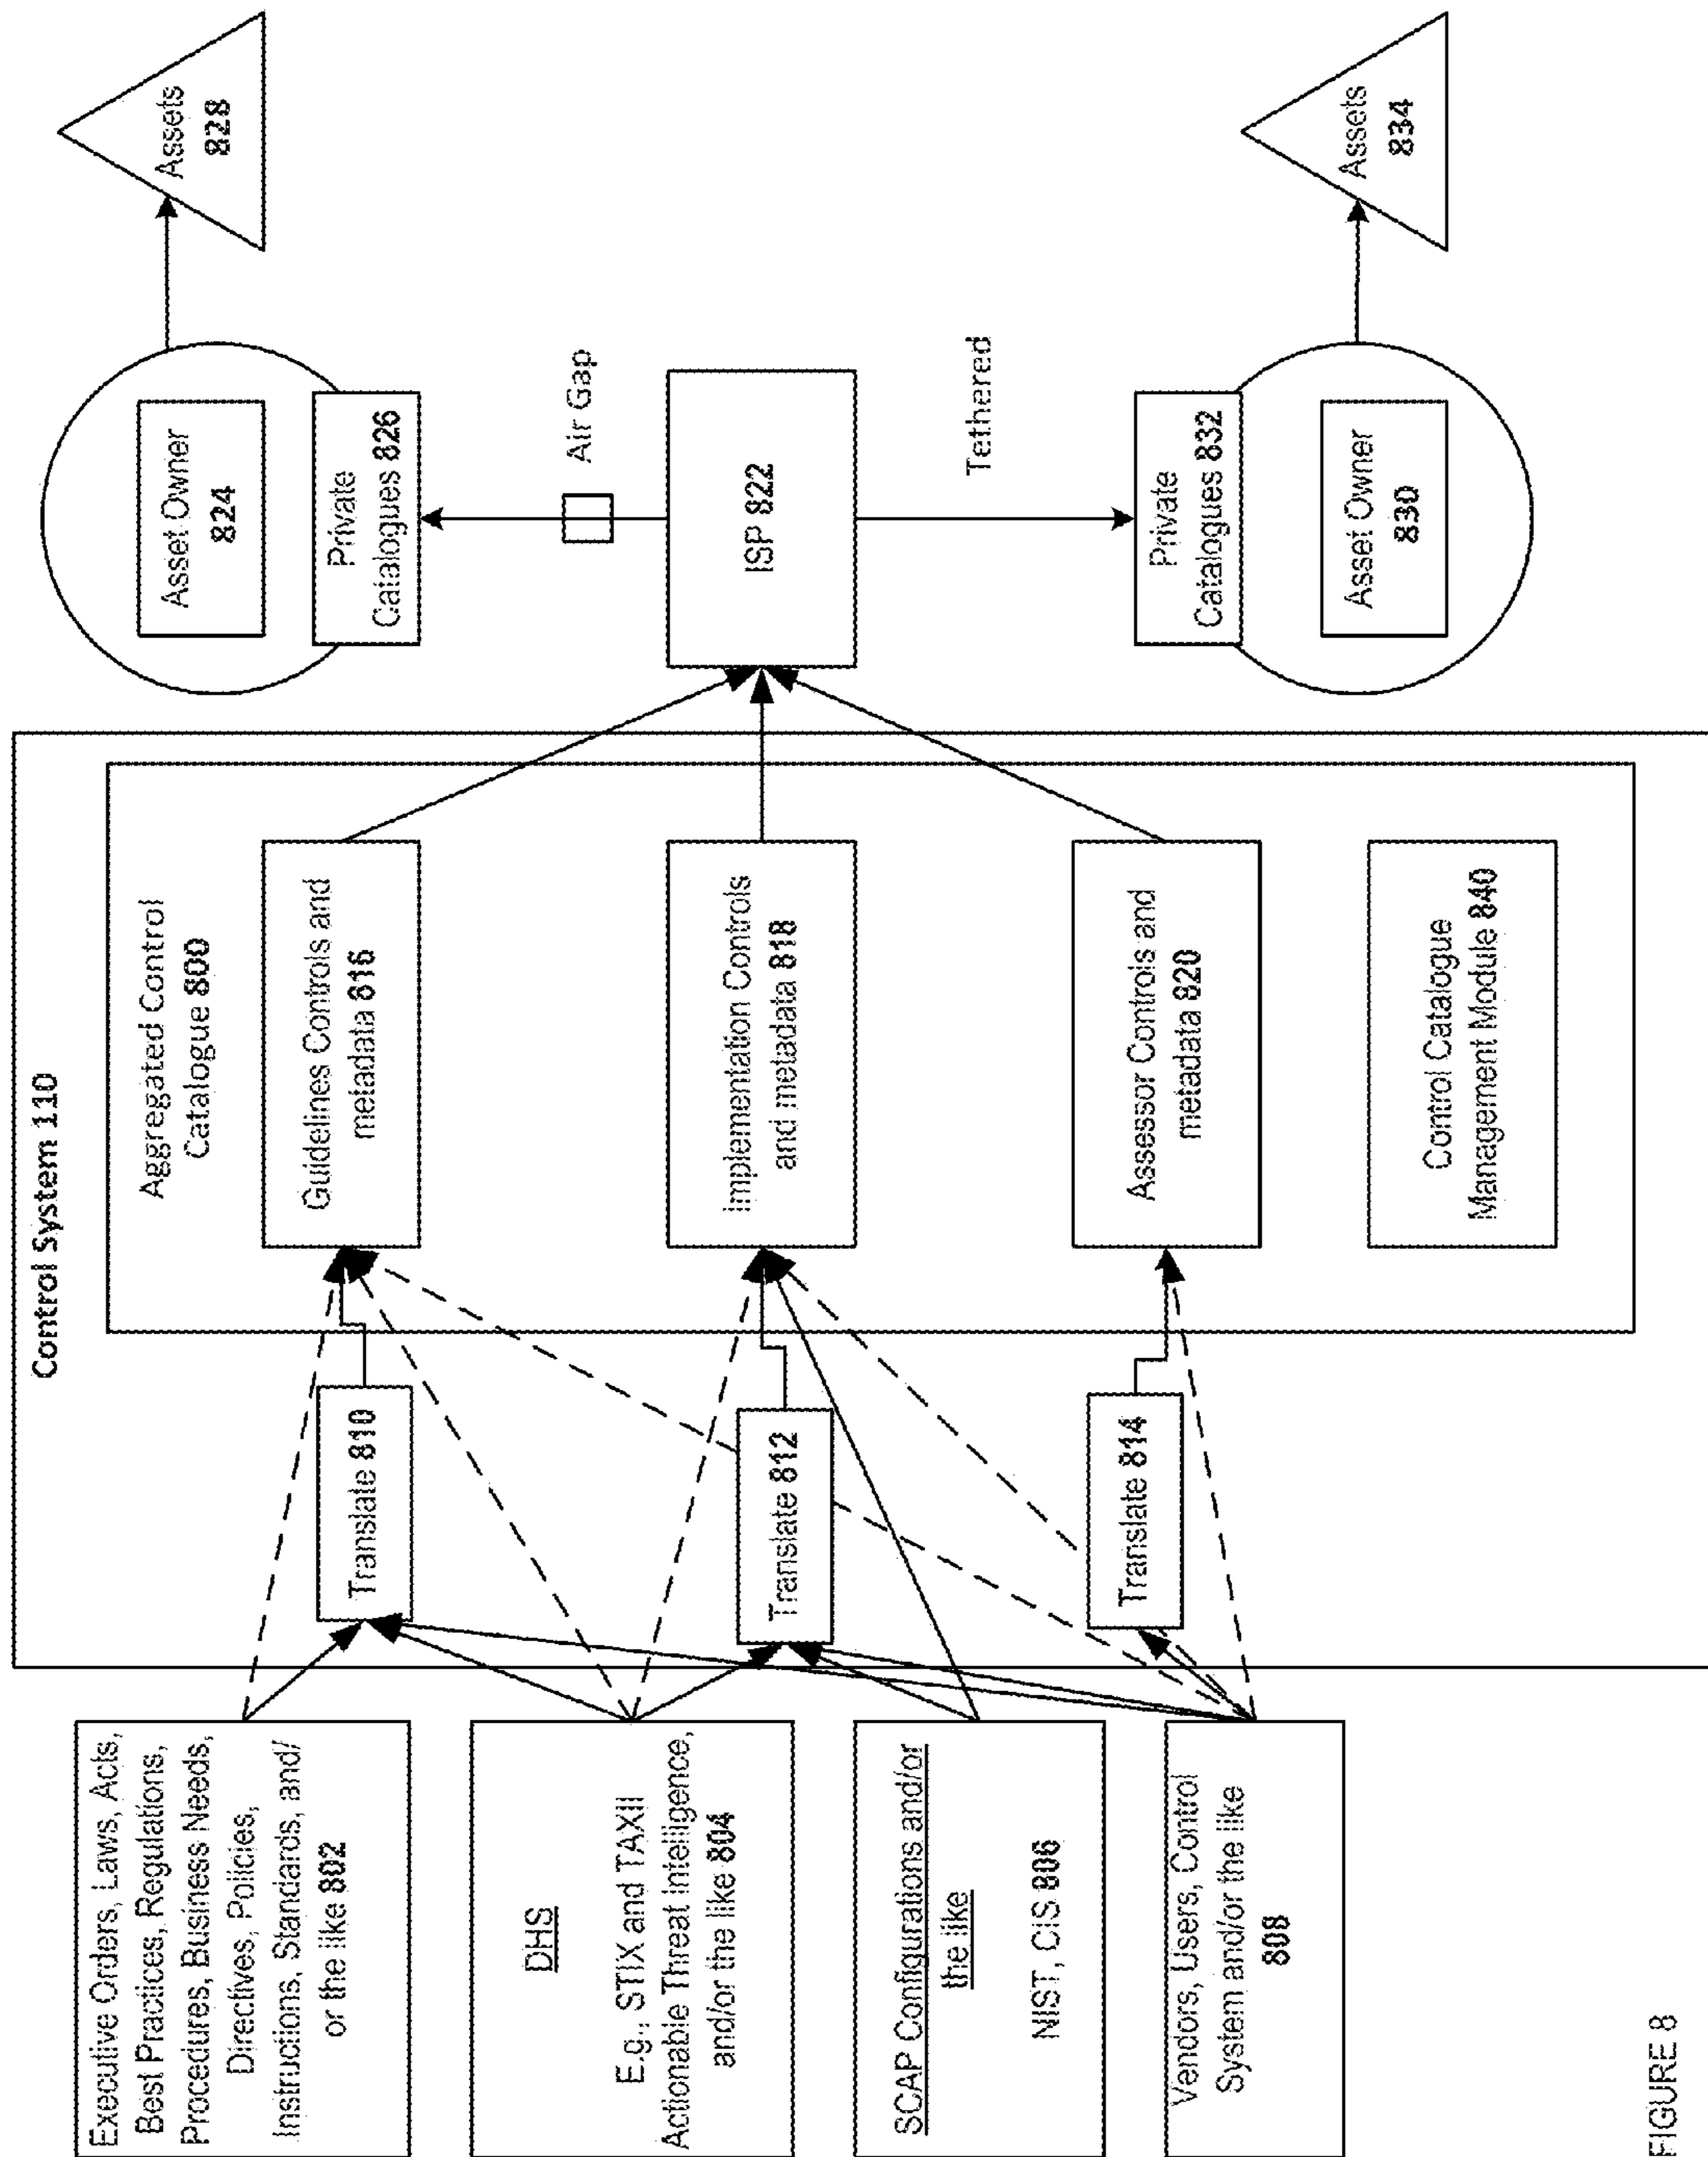 Executive Orders, Laws, Acts,
Best Practices, Regulations,
Procedures, Business Needs,
Directives, Policies,
Instructions, Standards, and/
or the like 802
DHS
E.g., STIX and TAXII
Actionable Threat Intelligence,
and/or the like 804
SCAP Configurations and/or
the like
NIST, CIS 806
Vendors, Users, Control
System and/or the like
808
Control System 110
Translate 810
Translate 812
Translate 814
Aggregated Control
Catalogue 800
Guidelines Controls and
metadata 816
Implementation Controls
and metadata 818
Assessor Controls and
metadata 820
Control Catalogue
Management Module 840
Asset Owner
824
Private
Catalogues 826
Air Gap
ISP 822
Tethered
Private
Catalogues 832
Asset Owner
830
Assets
828
Assets
834
FIGURE 8